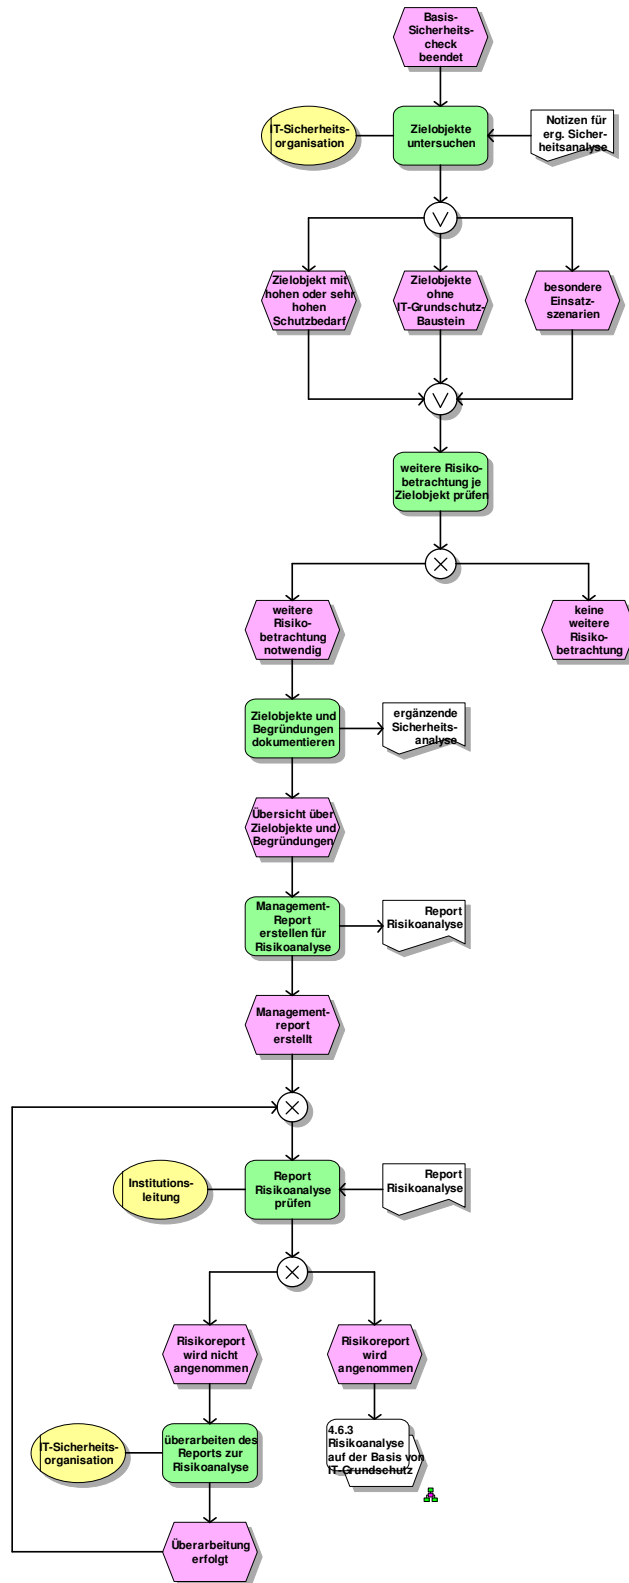 Basis-
Sicherheits-
check
beendet
IT-Sicherheits-
organisation
Zielobjekte
untersuchen
Notizen für
erg. Sicher-
heitsanalyse
Zielobjekt mit
hohen oder sehr
hohen
Schutzbedarf
Zielobjekte
ohne
IT-Grundschutz-
Baustein
besondere
Einsatz-
szenarien
weitere Risiko-
betrachtung je
Zielobjekt prüfen
weitere
Risiko-
betrachtung
notwendig
keine
weitere
Risiko-
betrachtung
Zielobjekte und
Begründungen
dokumentieren
ergänzende
Sicherheits-
analyse
Übersicht über
Zielobjekte und
Begründungen
Management-
Report
erstellen für
Risikoanalyse
Report
Risikoanalyse
Management-
report
erstellt
Institutions-
leitung
Report
Risikoanalyse
prüfen
Report
Risikoanalyse
Risikoreport
wird nicht
angenommen
Risikoreport
wird
angenommen
IT-Sicherheits-
organisation
überarbeiten des
Reports zur
Risikoanalyse
4.6.3
Risikoanalyse
auf der Basis von
IT-Grundschutz
Überarbeitung
erfolgt